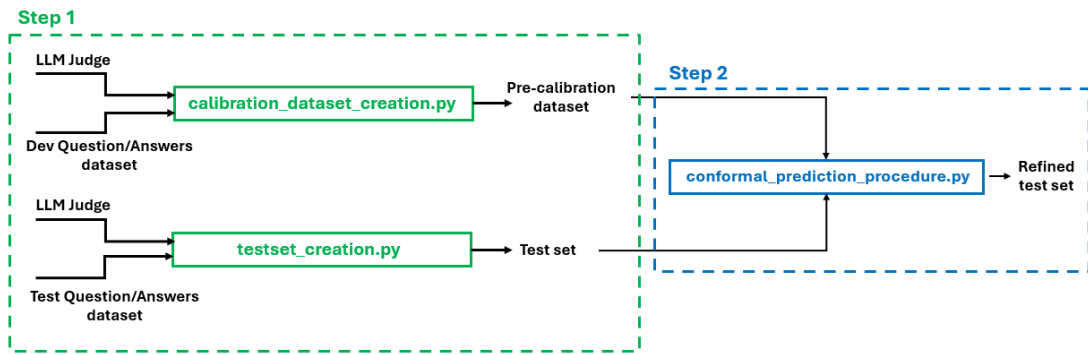 Step 1
LLM Judge
calibration_dataset_creation.py
Pre-calibration
dataset
Dev Question/Answers
dataset
LLM Judge
testset_creation.py
Test set
Test Question/Answers
dataset
Step 2
conformal_prediction_procedure.py
Refined
test set